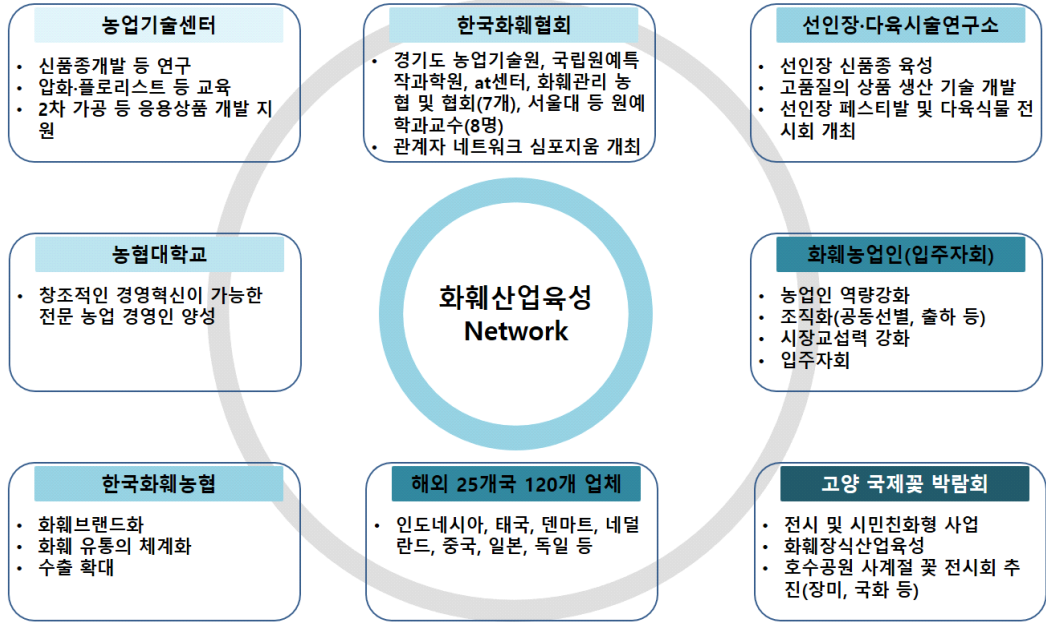 농업기술센터
• 신품종개발 등 연구
• 압화·플로리스트 등 교육
• 2차 가공 등 응용상품 개발 지
원
한국화훼협회
• 경기도 농업기술원, 국립원예특
작과학원, at센터, 화훼관리 농
협 및 협회(7개), 서울대 등 원예
학과교수(8명)
• 관계자 네트워크 심포지움 개최
선인장·다육시술연구소
• 선인장 신품종 육성
• 고품질의 상품 생산 기술 개발
• 선인장 페스티발 및 다육식물 전
시회 개최
농협대학교
• 창조적인 경영혁신이 가능한
전문 농업 경영인 양성
화훼산업육성
Network
화훼농업인(입주자회)
• 농업인 역량강화
• 조직화(공동선별, 출하 등)
• 시장교섭력 강화
• 입주자회
한국화훼농협
• 화훼브랜드화
• 화훼 유통의 체계화
• 수출 확대
해외 25개국 120개 업체
• 인도네시아, 태국, 덴마트, 네덜
란드, 중국, 일본, 독일 등
고양 국제꽃 박람회
• 전시 및 시민친화형 사업
• 화훼장식산업육성
• 호수공원 사계절 꽃 전시회 추
진(장미, 국화 등)